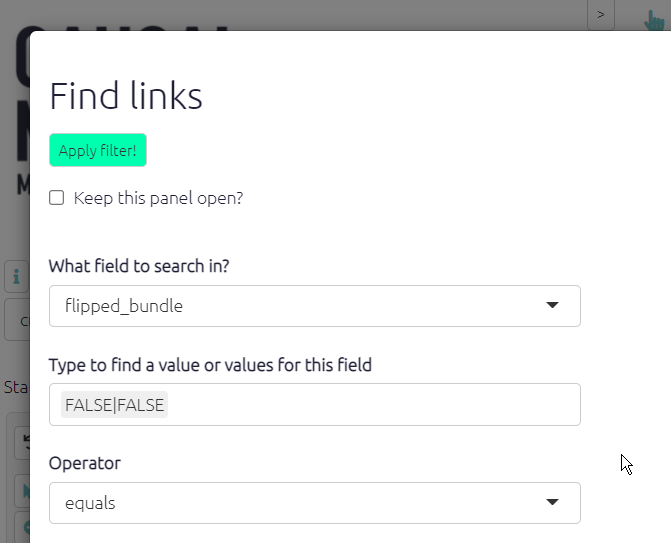 >
Find links
Apply filter!
Keep this panel open?
What field to search in?
flipped_bundle
Type to find a value or values for this field
FALSE|FALSE
Operator
equals
Sta